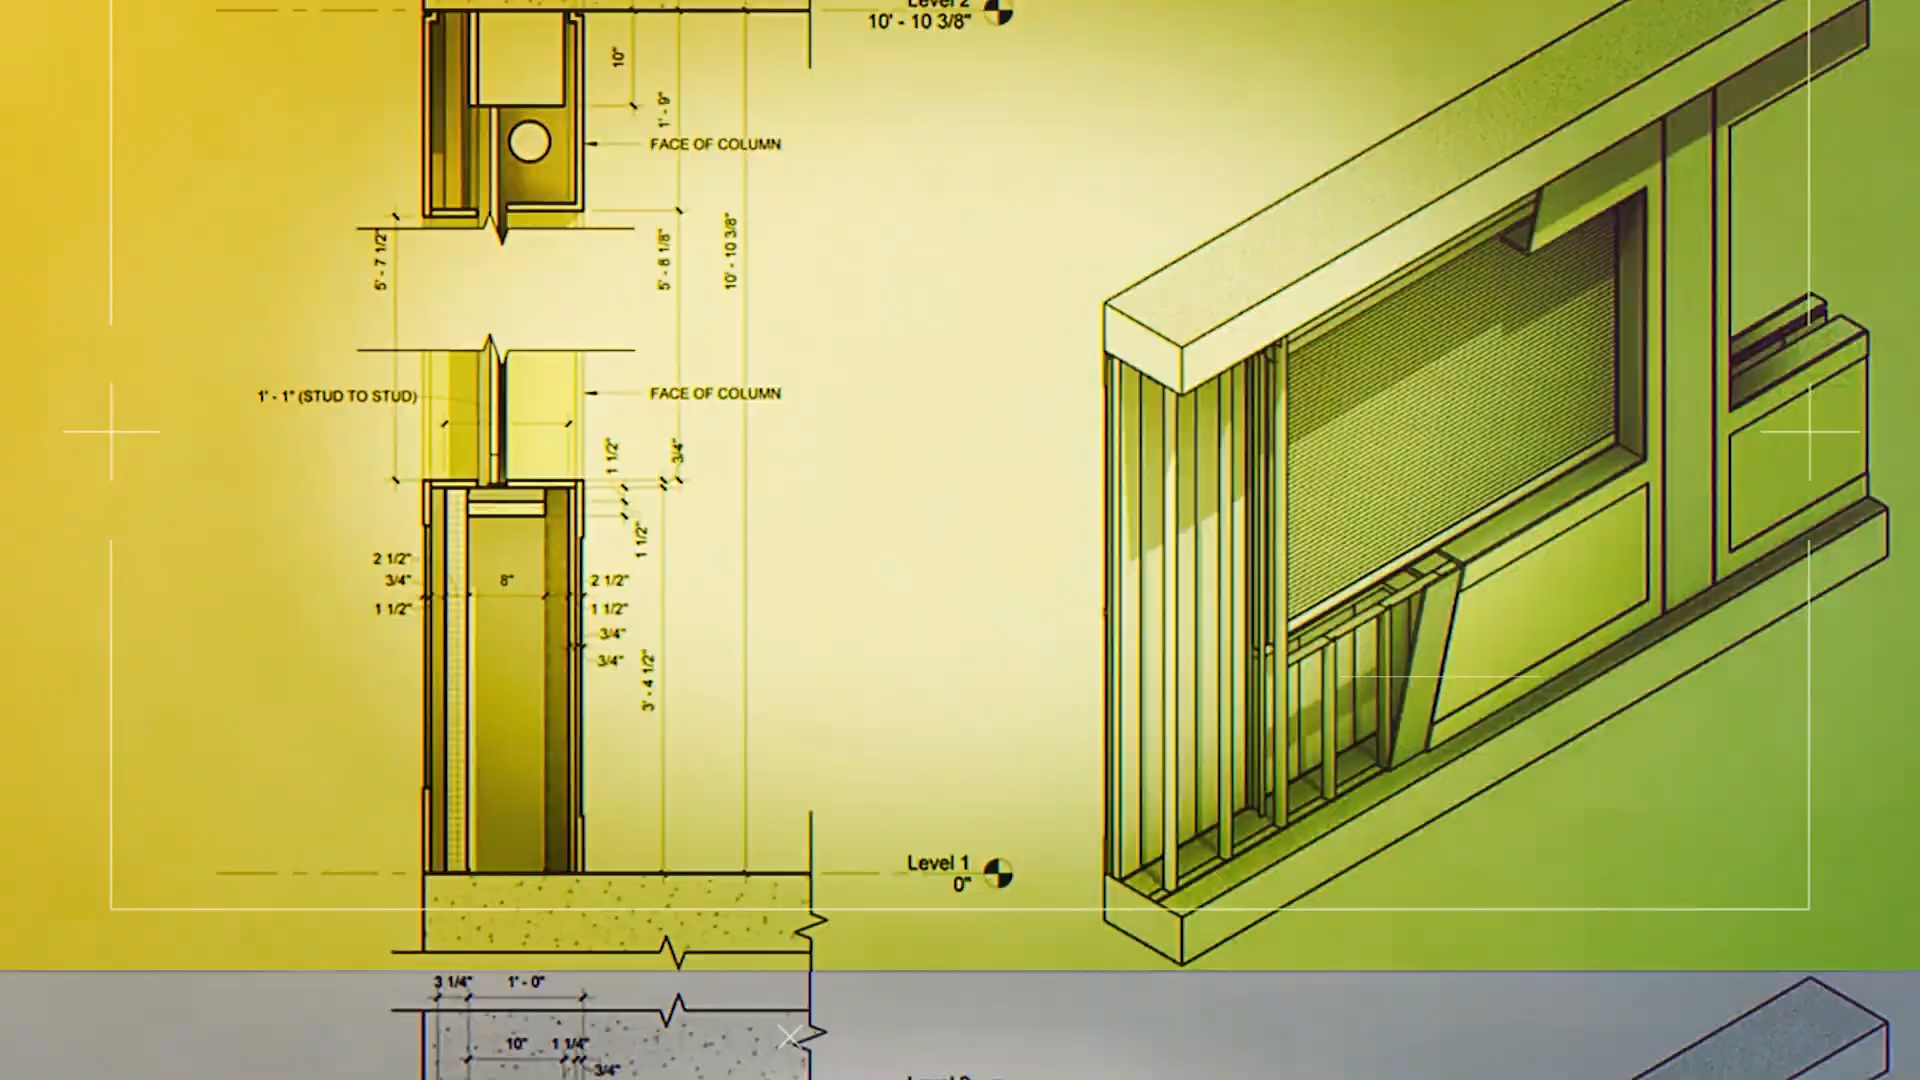 Level 2
10' - 10 3/8"
10"
1' - 9"
FACE OF COLUMN
5' - 7 1/2"
5' - 8 1/8"
10' - 10 3/8"
1' - 1" (STUD TO STUD)
FACE OF COLUMN
1 1/2"
3/4"
1 1/2"
2 1/2"
3/4"
1 1/2"
8"
2 1/2"
1 1/2"
3/4"
3/4"
3' - 4 1/2"
Level 1
0"
3 1/4"
1' - 0"
10"
1 1/4"
3/4"